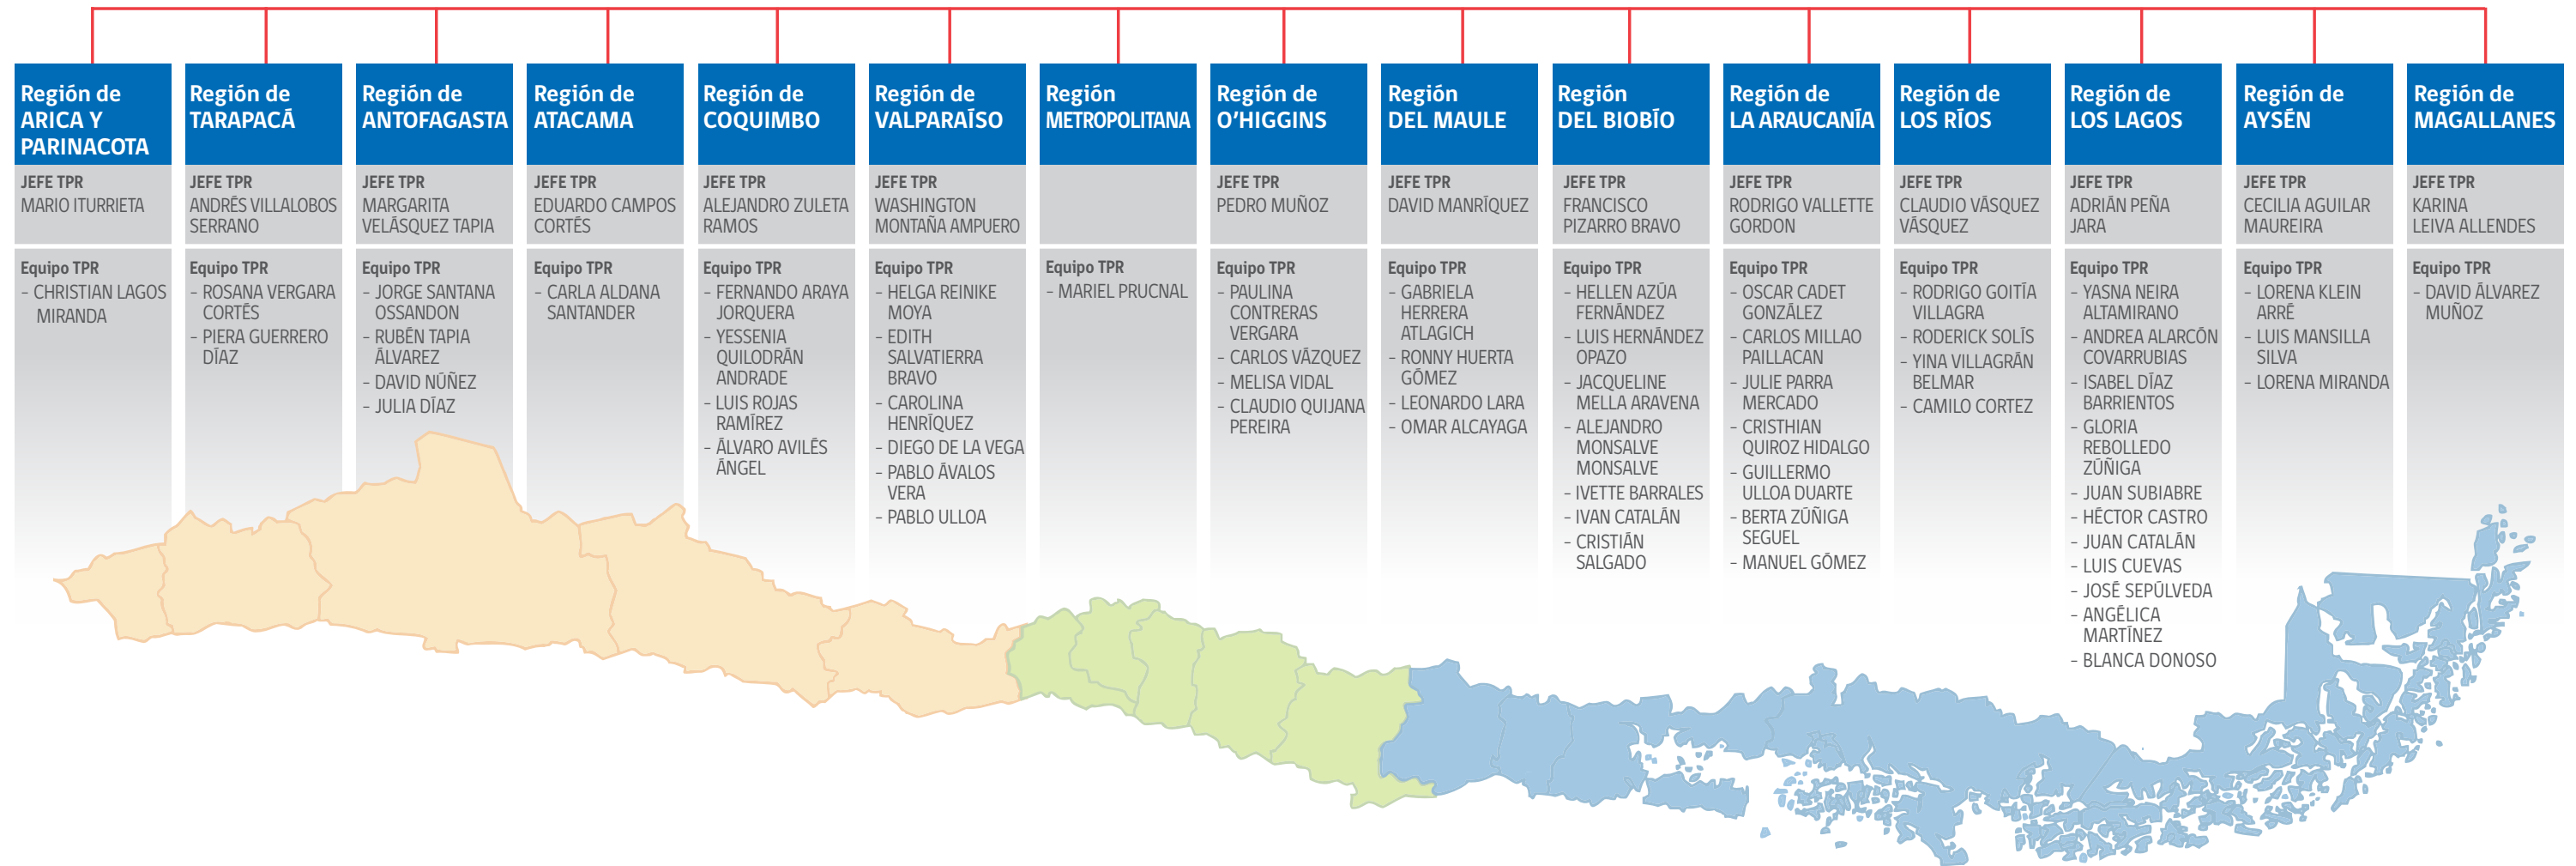 Región de
ARICA Y
PARINACOTA
JEFE TPR
MARIO ITURRIETA
Equipo TPR
- CHRISTIAN LAGOS
MIRANDA
Región de
TARAPACÁ
JEFE TPR
ANDRÉS VILLALOBOS
SERRANO
Equipo TPR
- ROSANA VERGARA
CORTÉS
- PIERA GUERRERO
DÍAZ
Región de
ANTOFAGASTA
JEFE TPR
MARGARITA
VELÁSQUEZ TAPIA
Equipo TPR
- JORGE SANTANA
OSSANDON
- RUBÉN TAPIA
ÁLVAREZ
- DAVID NÚÑEZ
- JULIA DÍAZ
Región de
ATACAMA
JEFE TPR
EDUARDO CAMPOS
CORTÉS
Equipo TPR
- CARLA ALDANA
SANTANDER
Región de
COQUIMBO
JEFE TPR
ALEJANDRO ZULETA
RAMOS
Equipo TPR
- FERNANDO ARAYA
JORQUERA
- YESSENIA
QUILODRÁN
ANDRADE
- LUIS ROJAS
RAMÍREZ
- ÁLVARO AVILÉS
ÁNGEL
Región de
VALPARAÍSO
JEFE TPR
WASHINGTON
MONTAÑA AMPUERO
Equipo TPR
- HELGA REINIKE
MOYA
- EDITH
SALVATIERRA
BRAVO
- CAROLINA
HENRÍQUEZ
- DIEGO DE LA VEGA
- PABLO ÁVALOS
VERA
- PABLO ULLOA
Región
METROPOLITANA
Equipo TPR
- MARIEL PRUCNAL
Región de
O'HIGGINS
JEFE TPR
PEDRO MUÑOZ
Equipo TPR
- PAULINA
CONTRERAS
VERGARA
- CARLOS VÁZQUEZ
- MELISA VIDAL
- CLAUDIO QUIJANA
PEREIRA
Región
DEL MAULE
JEFE TPR
DAVID MANRÍQUEZ
Equipo TPR
- GABRIELA
HERRERA
ATLAGICH
- RONNY HUERTA
GÓMEZ
- LEONARDO LARA
- OMAR ALCAYAGA
Región
DEL BIOBÍO
JEFE TPR
FRANCISCO
PIZARRO BRAVO
Equipo TPR
- HELLEN AZÚA
FERNÁNDEZ
- LUIS HERNÁNDEZ
OPAZO
- JACQUELINE
MELLA ARAVENA
- ALEJANDRO
MONSALVE
MONSALVE
- IVETTE BARRALES
- IVAN CATALÁN
- CRISTIÁN
SALGADO
Región de
LA ARAUCANÍA
JEFE TPR
RODRIGO VALLETTE
GORDON
Equipo TPR
- OSCAR CADET
GONZÁLEZ
- CARLOS MILLAO
PAILLACAN
- JULIE PARRA
MERCADO
- CRISTHIAN
QUIROZ HIDALGO
- GUILLERMO
ULLOA DUARTE
- BERTA ZÚÑIGA
SEGUEL
- MANUEL GÓMEZ
Región de
LOS RÍOS
JEFE TPR
CLAUDIO VÁSQUEZ
VÁSQUEZ
Equipo TPR
- RODRIGO GOITÍA
VILLAGRA
- RODERICK SOLÍS
- YINA VILLAGRÁN
BELMAR
- CAMILO CORTEZ
Región de
LOS LAGOS
JEFE TPR
ADRIÁN PEÑA
JARA
Equipo TPR
- YASNA NEIRA
ALTAMIRANO
- ANDREA ALARCÓN
COVARRUBIAS
- ISABEL DÍAZ
BARRIENTOS
- GLORIA
REBOLLEDO
ZÚÑIGA
- JUAN SUBIABRE
- HÉCTOR CASTRO
- JUAN CATALÁN
- LUIS CUEVAS
- JOSÉ SEPÚLVEDA
- ANGÉLICA
MARTÍNEZ
- BLANCA DONOSO
Región de
AYSÉN
JEFE TPR
CECILIA AGUILAR
MAUREIRA
Equipo TPR
- LORENA KLEIN
ARRÉ
- LUIS MANSILLA
SILVA
- LORENA MIRANDA
Región de
MAGALLANES
JEFE TPR
KARINA
LEIVA ALLENDES
Equipo TPR
- DAVID ÁLVAREZ
MUÑOZ